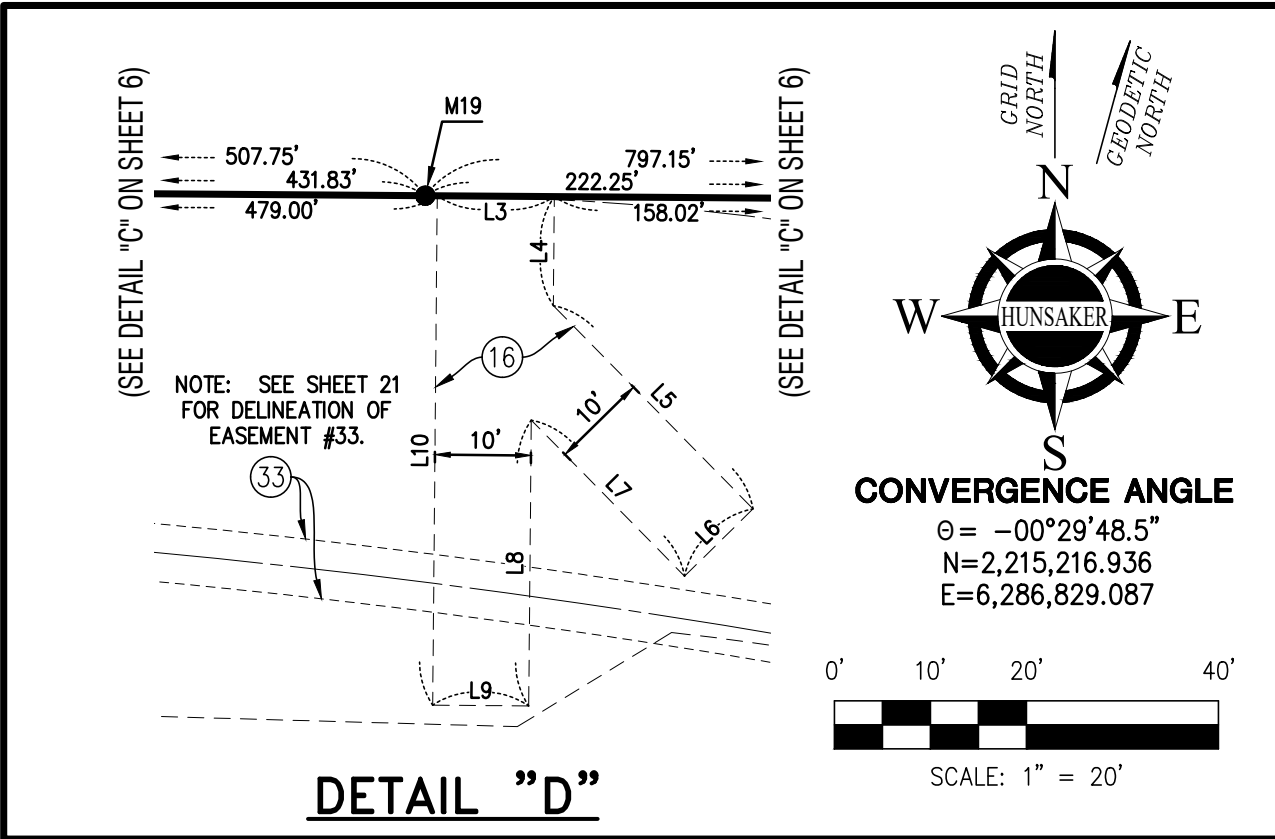 (SEE DETAIL "C" ON SHEET 6)
M19
507.75'
797.15'
431.83'
222.25'
479.00'
L3
158.02'
L4
(SEE DETAIL "C" ON SHEET 6)
16
NOTE: SEE SHEET 21
FOR DELINEATION OF
EASEMENT #33.
33
L5
10'
L10
10'
L7
L6
L8
L9
DETAIL "D"
GRID
NORTH
GEODETIC
NORTH
N
W
HUNSAKER
E
S
CONVERGENCE ANGLE
Θ= -00°29'48.5"
N=2,215,216.936
E=6,286,829.087
0' 10' 20' 40'
SCALE: 1" = 20'